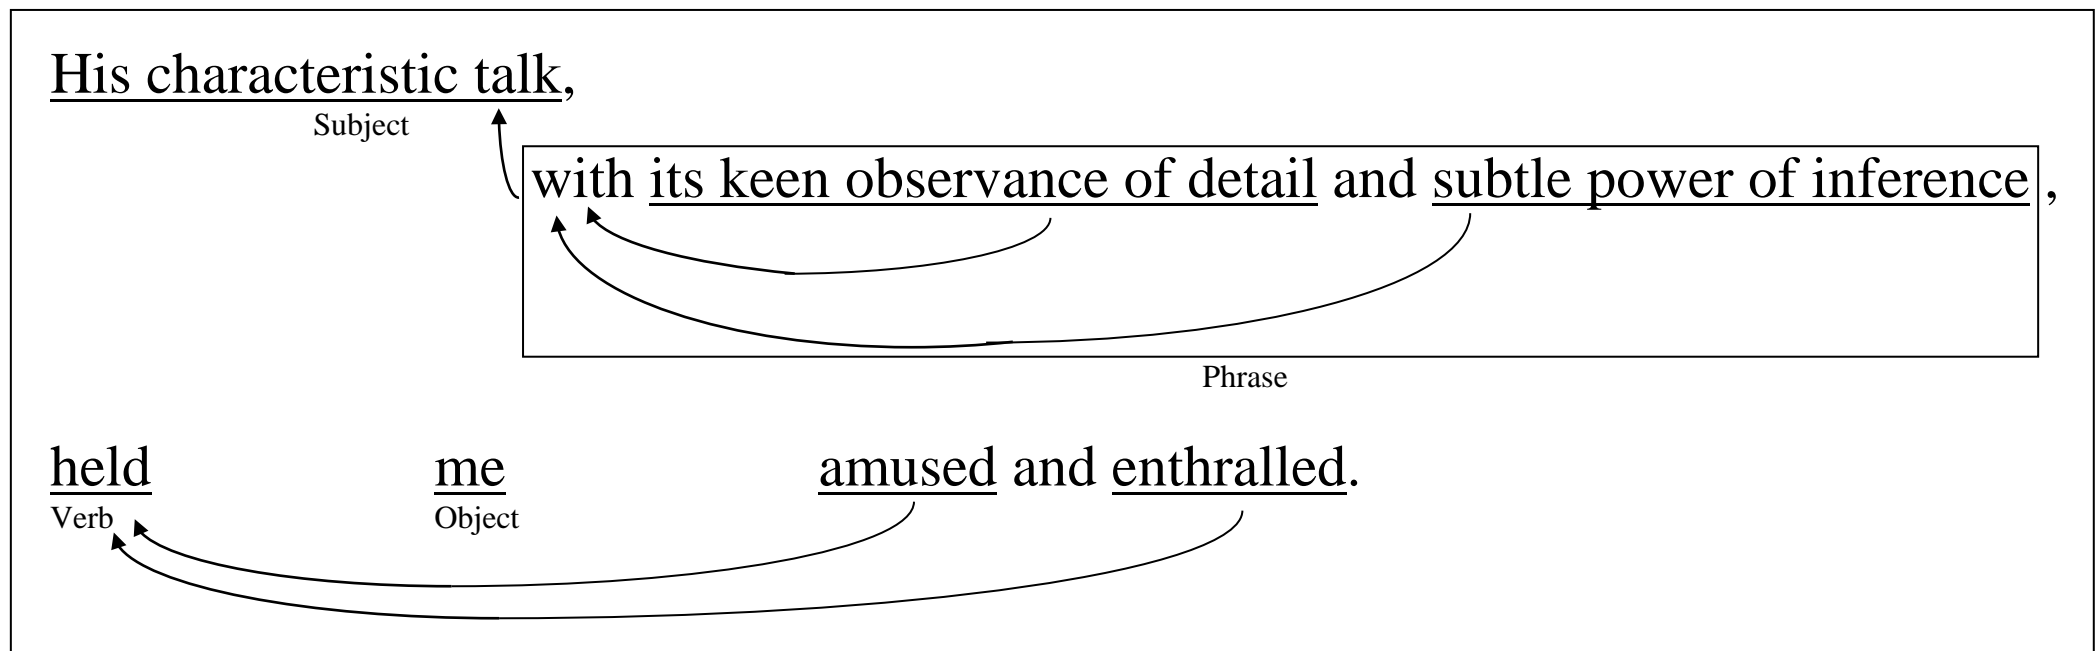 His characteristic talk,
Subject
with its keen observance of detail and subtle power of inference ,
Phrase
held me amused and enthralled.
Verb Object